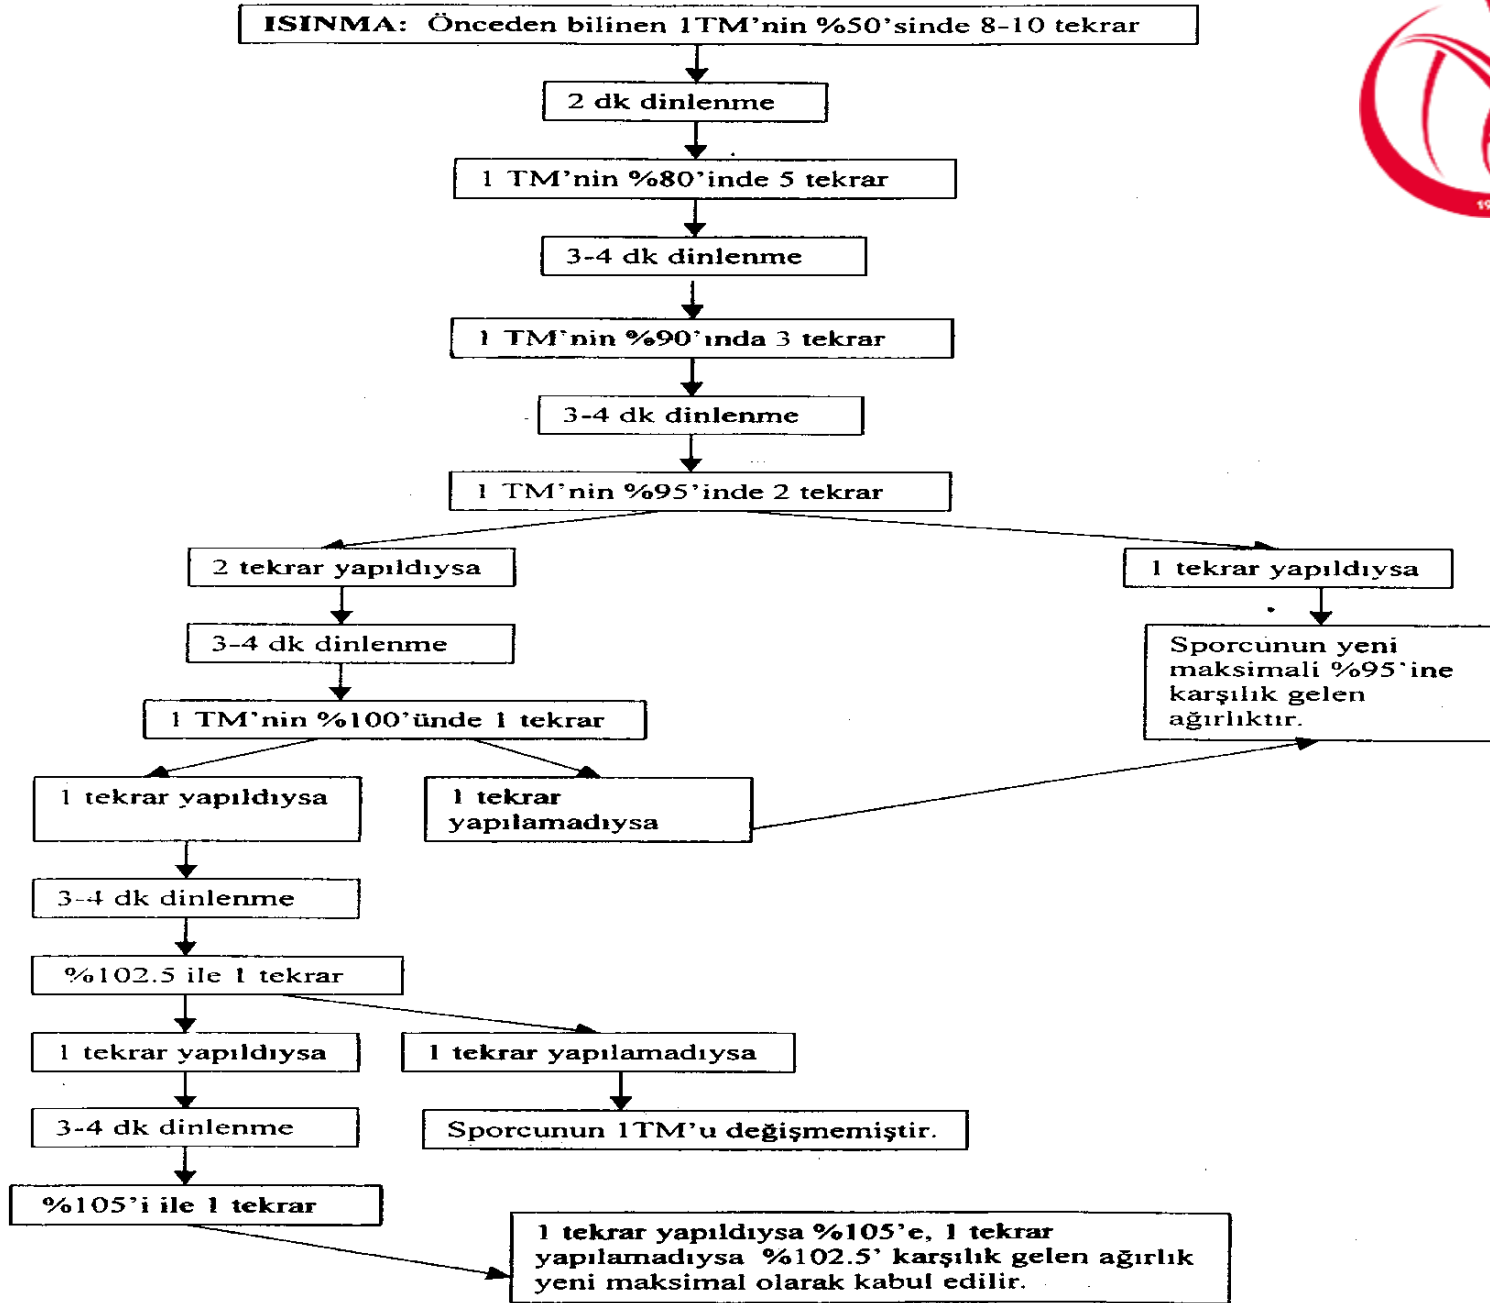 ISINMA: Önceden bilinen 1TM'nin %50'sinde 8-10 tekrar
2 dk dinlenme
1 TM'nin %80'inde 5 tekrar
3-4 dk dinlenme
1 TM'nin %90'ında 3 tekrar
3-4 dk dinlenme
1 TM'nin %95'inde 2 tekrar
2 tekrar yapıldıysa
1 tekrar yapıldıysa
3-4 dk dinlenme
Sporcunun yeni
maksimali %95'ine
karşılık gelen
ağırlıktır.
1 TM'nin %100'ünde 1 tekrar
1 tekrar yapıldıysa
1 tekrar
yapılamadıysa
3-4 dk dinlenme
%102.5 ile 1 tekrar
1 tekrar yapıldıysa
1 tekrar yapılamadıysa
3-4 dk dinlenme
Sporcunun 1TM'u değişmemiştir.
%105'i ile 1 tekrar
1 tekrar yapıldıysa %105'e, 1 tekrar
yapılamadıysa %102.5' karşılık gelen ağırlık
yeni maksimal olarak kabul edilir.